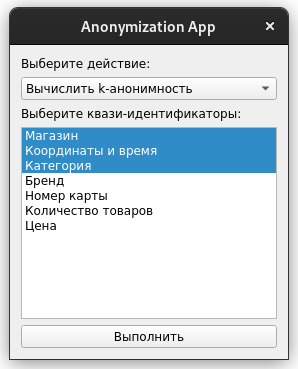 Anonymization App
Выберите действие:
Вычислить k-анонимность
Выберите квази-идентификаторы:
Магазин
Координаты и время
Категория
Бренд
Номер карты
Количество товаров
Цена
Выполнить